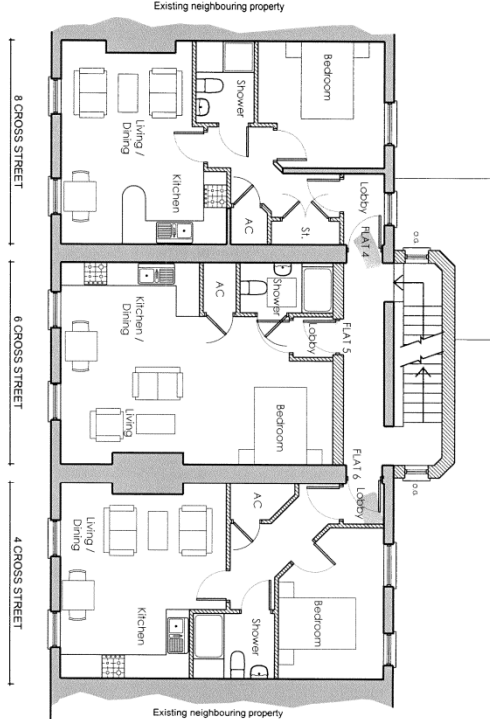 Existing neighbouring property
8 CROSS STREET
Living /
Dining
Kitchen
Shower
Bedroom
AC
St.
Lobby
FLAT 4
OG
6 CROSS STREET
Kitchen /
Dining
AC
Shower
Lobby
FLAT 5
Living
Bedroom
FLAT 6
Lobby
OG
4 CROSS STREET
Living /
Dining
Kitchen
AC
Shower
Bedroom
Existing neighbouring property